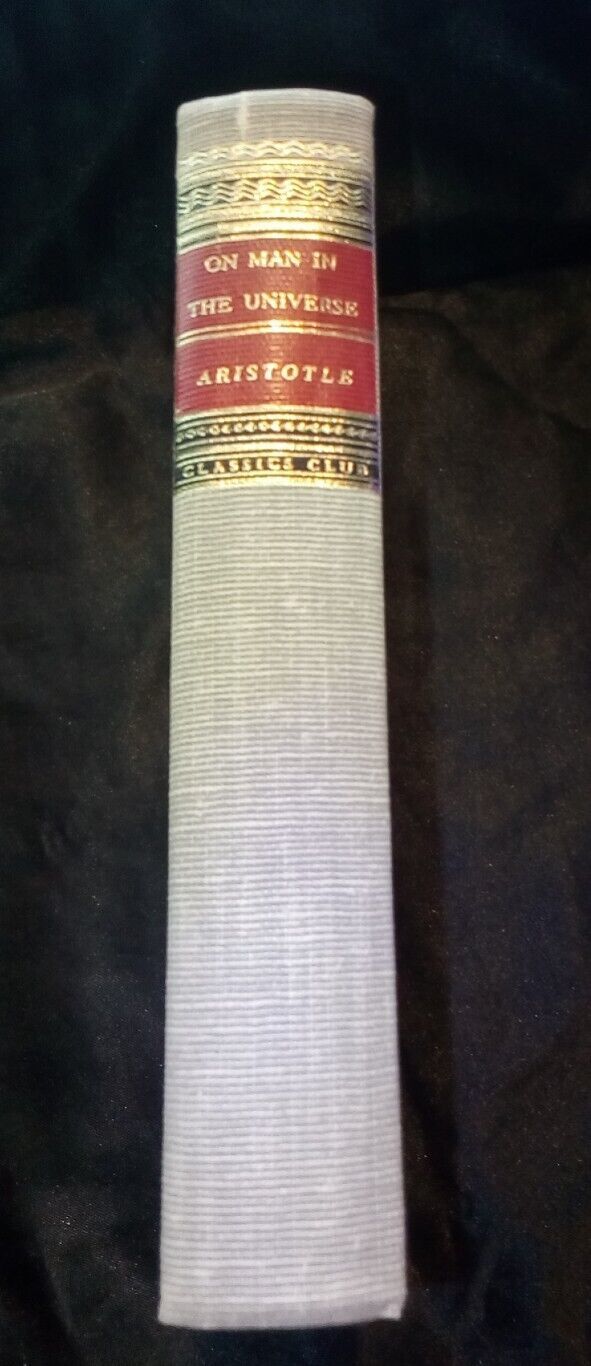 ON MAN IN
THE UNIVERSE
ARISTOTLE
CLASSICS CLUB